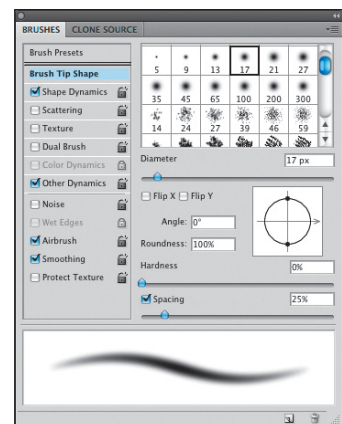 BRUSHES CLONE SOURCE
Brush Presets
Brush Tip Shape
Shape Dynamics
Scattering
Texture
Dual Brush
Color Dynamics
Other Dynamics
Noise
Wet Edges
Airbrush
Smoothing
Protect Texture
5 9 13 17 21 27
35 45 65 100 200 300
14 24 27 39 46 59
Diameter 17 px
Flip X Flip Y
Angle: 0°
Roundness: 100%
Hardness
0%
Spacing 25%